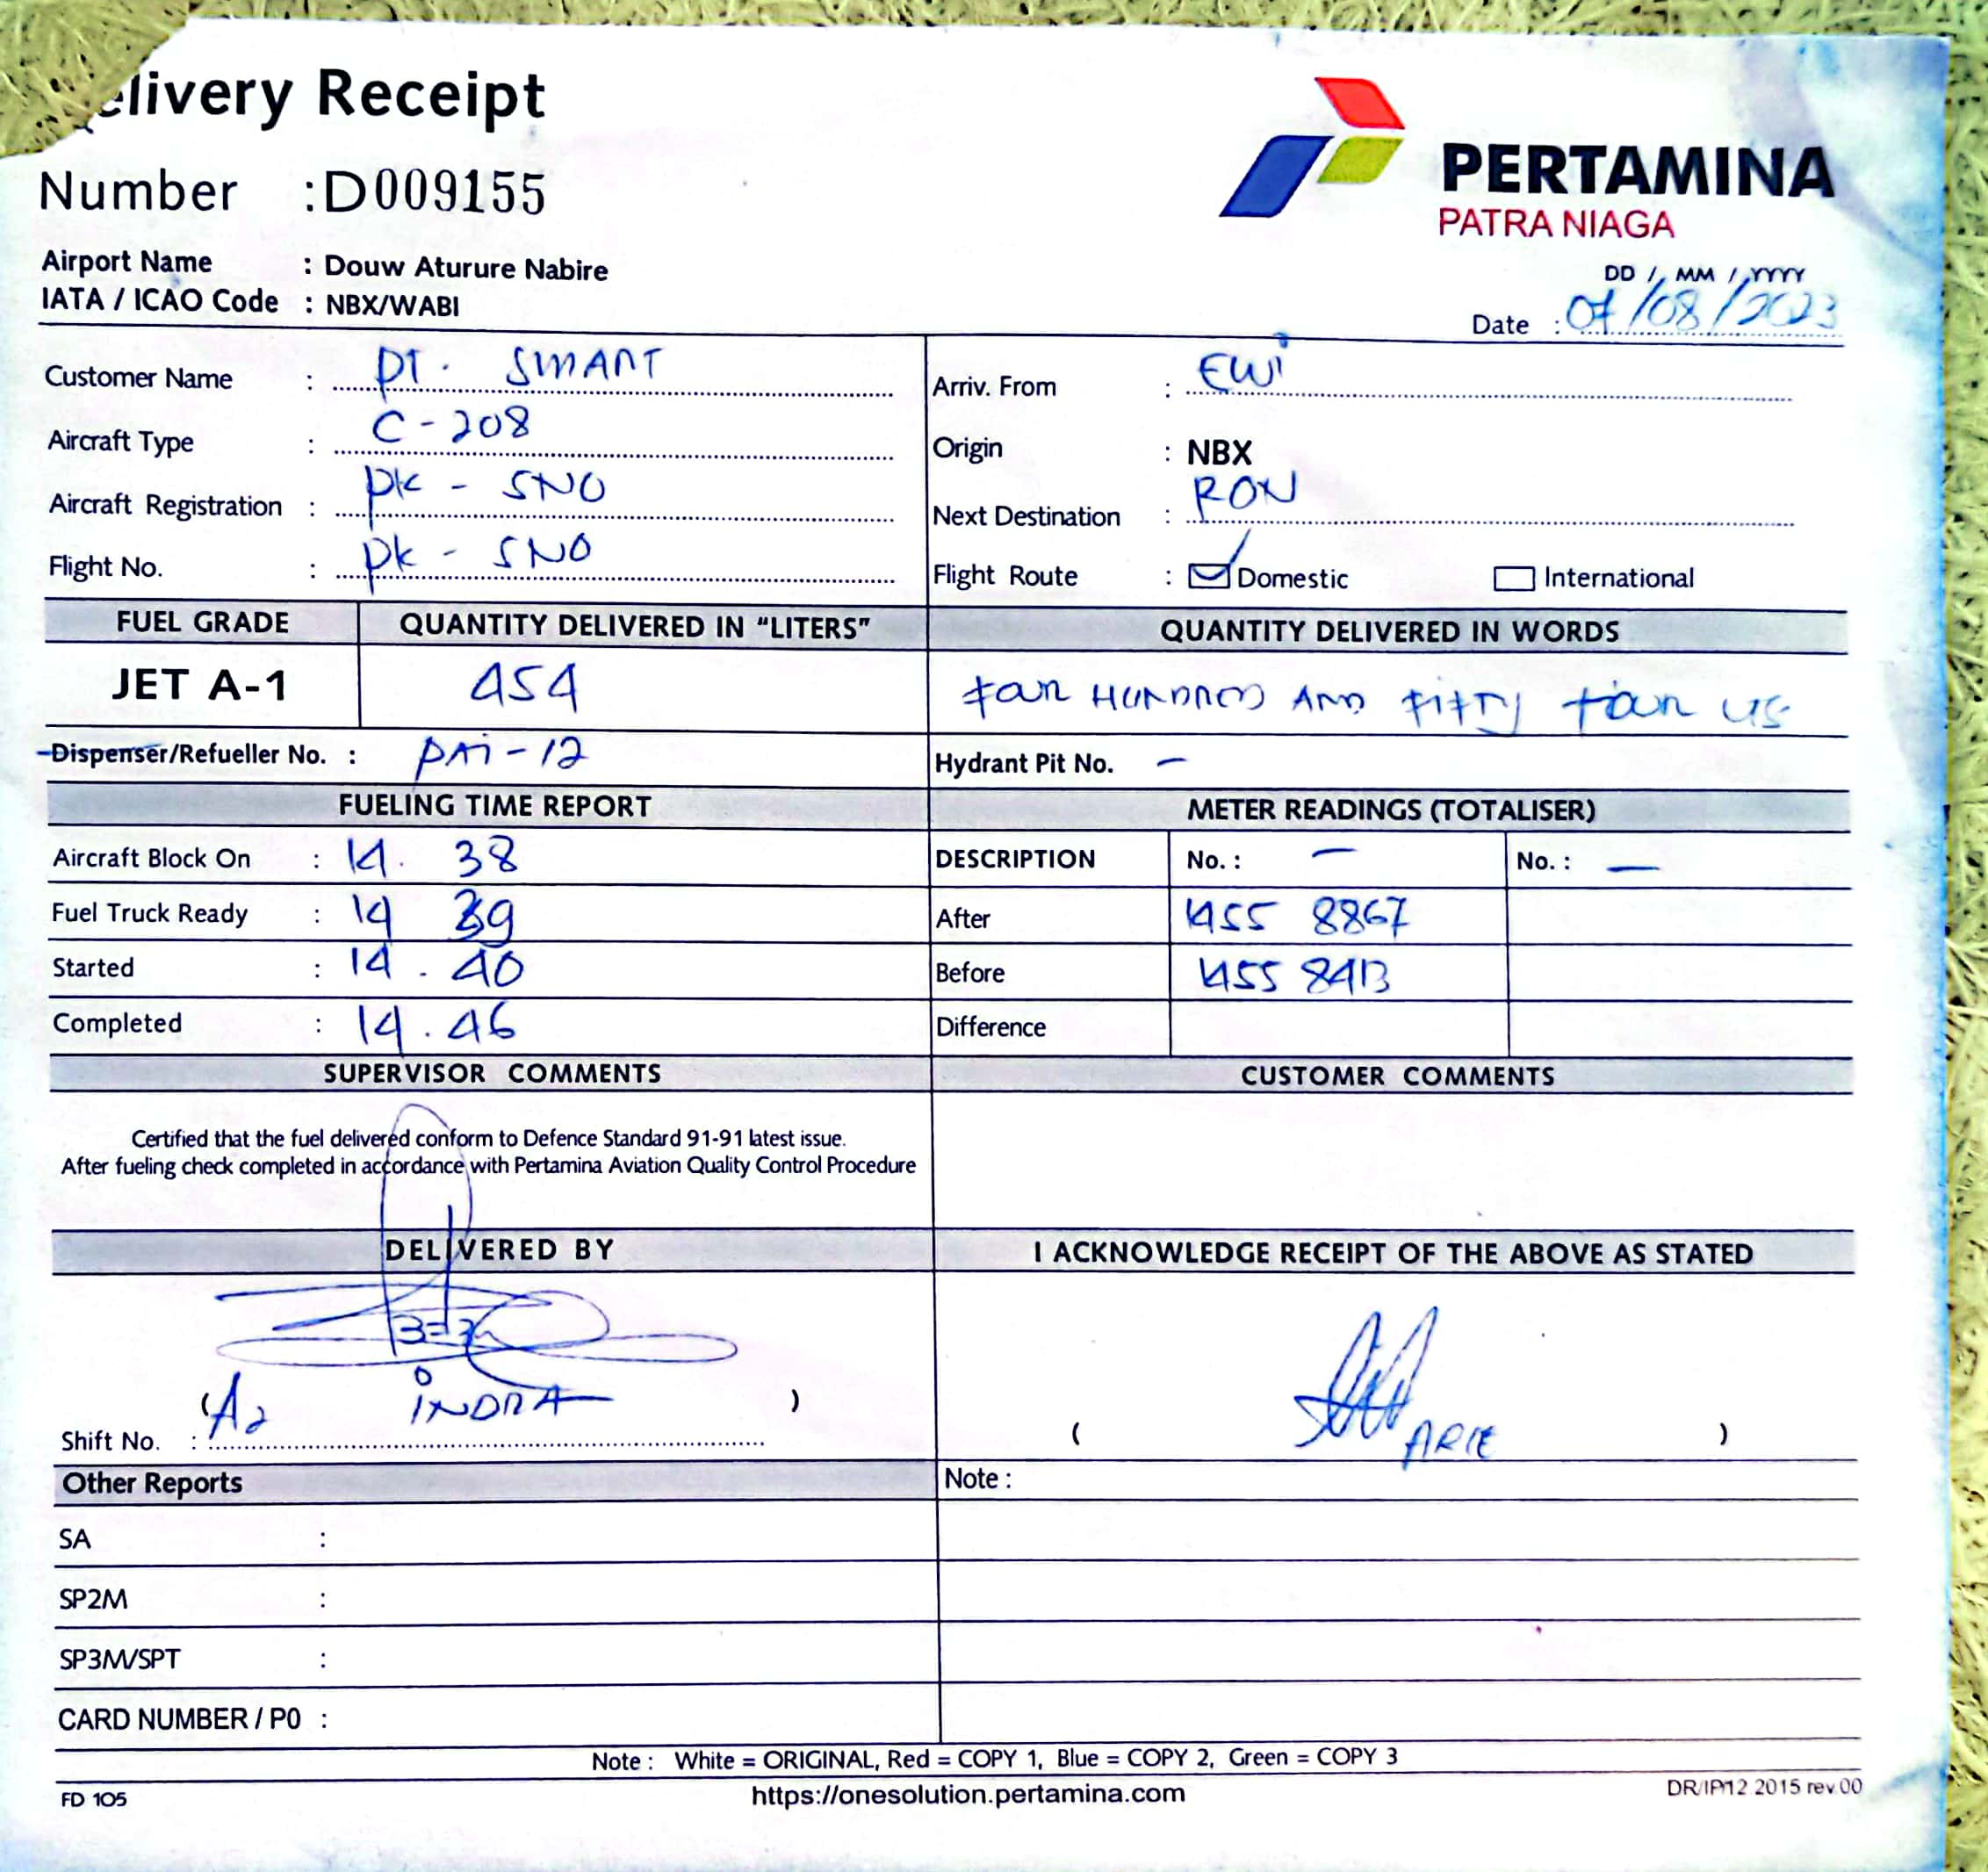 elivery Receipt
Number :D009155
PERTAMINA
PATRA NIAGA
Airport Name : Douw Aturure Nabire
IATA / ICAO Code : NBX/WABI
DD / MM / YYYY
Date : 07/08/2023
Customer Name : PT. SMART
Arriv. From : EWI
Aircraft Type : C-208
Origin : NBX
Aircraft Registration : PK - SNO
Next Destination : RON
Flight No. : PK - SNO
Flight Route : Domestic International
FUEL GRADE QUANTITY DELIVERED IN "LITERS" QUANTITY DELIVERED IN WORDS
JET A-1 454 FOUR HUNDRED AND FIFTY FOUR
Dispenser/Refueller No. : PAI-12 Hydrant Pit No. -
FUELING TIME REPORT METER READINGS (TOTALISER)
Aircraft Block On : 14. 38 DESCRIPTION No. : - No. : -
Fuel Truck Ready : 14 39 After 1455 8867
Started : 14. 40 Before 1455 8413
Completed : 14.46 Difference
SUPERVISOR COMMENTS CUSTOMER COMMENTS
Certified that the fuel delivered conform to Defence Standard 91-91 latest issue.
After fueling check completed in accordance with Pertamina Aviation Quality Control Procedure
DELIVERED BY I ACKNOWLEDGE RECEIPT OF THE ABOVE AS STATED
( A2 INDRA )
Shift No. :
( ARIE )
Other Reports Note :
SA :
SP2M :
SP3M/SPT :
CARD NUMBER / P0 :
Note : White = ORIGINAL, Red = COPY 1, Blue = COPY 2, Green = COPY 3
FD 105 https://onesolution.pertamina.com DR/IP/12 2015 rev.00